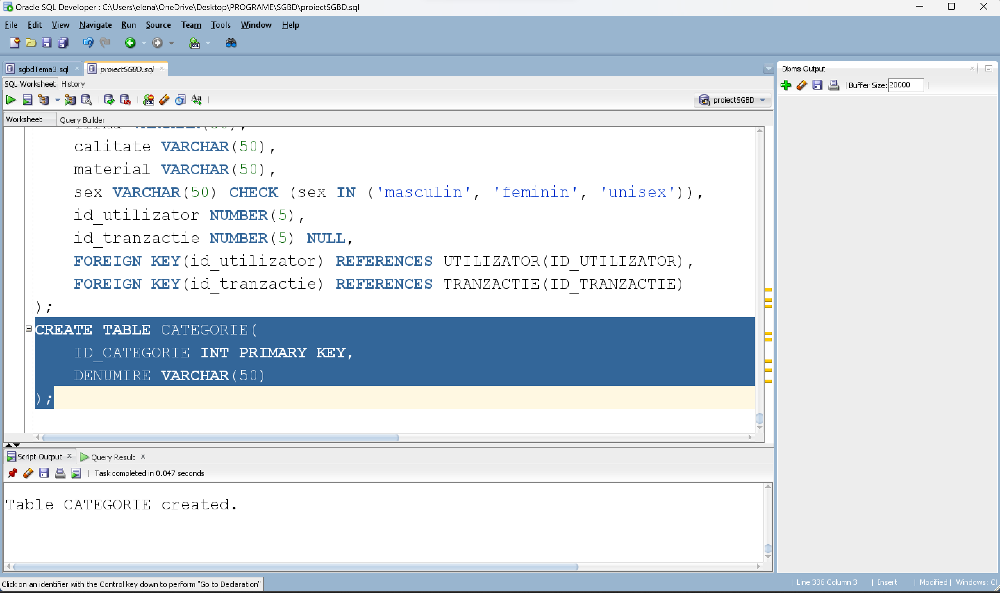 Oracle SQL Developer : C:\Users\elena\OneDrive\Desktop\PROGRAME\SGBD\proiectSGBD.sql
File Edit View Navigate Run Source Team Tools Window Help
sgbdTema3.sql proiectSGBD.sql
SQL Worksheet History
proiectSGBD
Worksheet Query Builder
calitate VARCHAR(50),
material VARCHAR(50),
sex VARCHAR(50) CHECK (sex IN ('masculin', 'feminin', 'unisex')),
id_utilizator NUMBER(5),
id_tranzactie NUMBER(5) NULL,
FOREIGN KEY(id_utilizator) REFERENCES UTILIZATOR(ID_UTILIZATOR),
FOREIGN KEY(id_tranzactie) REFERENCES TRANZACTIE(ID_TRANZACTIE)
);
CREATE TABLE CATEGORIE(
ID_CATEGORIE INT PRIMARY KEY,
DENUMIRE VARCHAR(50)
);
Script Output x Query Result x
Task completed in 0.047 seconds
Table CATEGORIE created.
Dbms Output
Buffer Size: 20000
Click on an identifier with the Control key down to perform "Go to Declaration"
| Line 336 Column 3 | Insert | Modified | Windows: Cl